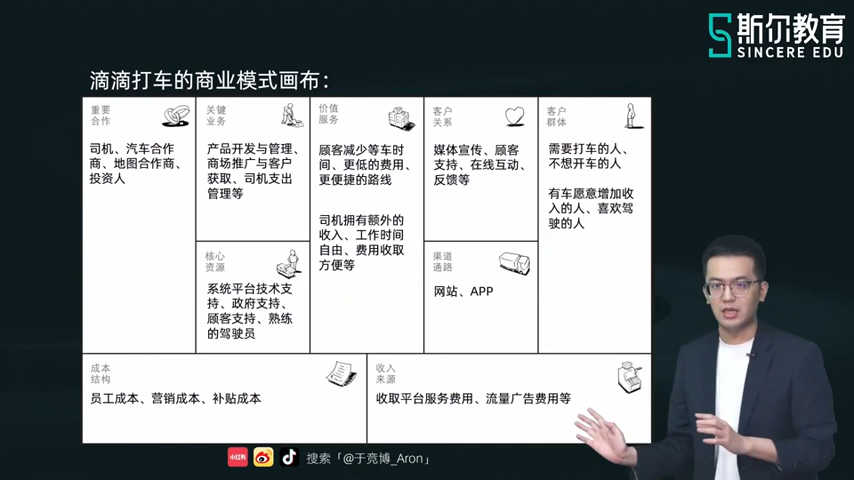 斯尔教育
SINCERE EDU
滴滴打车的商业模式画布：
重要
合作
司机、汽车合作
商、地图合作商、
投资人
关键
业务
产品开发与管理、
商场推广与客户
获取、司机支出
管理等
核心
资源
系统平台技术支
持、政府支持、
顾客支持、熟练
的驾驶员
价值
服务
顾客减少等车时
间、更低的费用、
更便捷的路线
司机拥有额外的
收入、工作时间
自由、费用收取
方便等
客户
关系
媒体宣传、顾客
支持、在线互动、
反馈等
渠道
通路
网站、APP
客户
群体
需要打车的人、
不想开车的人
有车愿意增加收
入的人、喜欢驾
驶的人
成本
结构
员工成本、营销成本、补贴成本
收入
来源
收取平台服务费用、流量广告费用等
小红书
搜索「@于竞博_Aron」